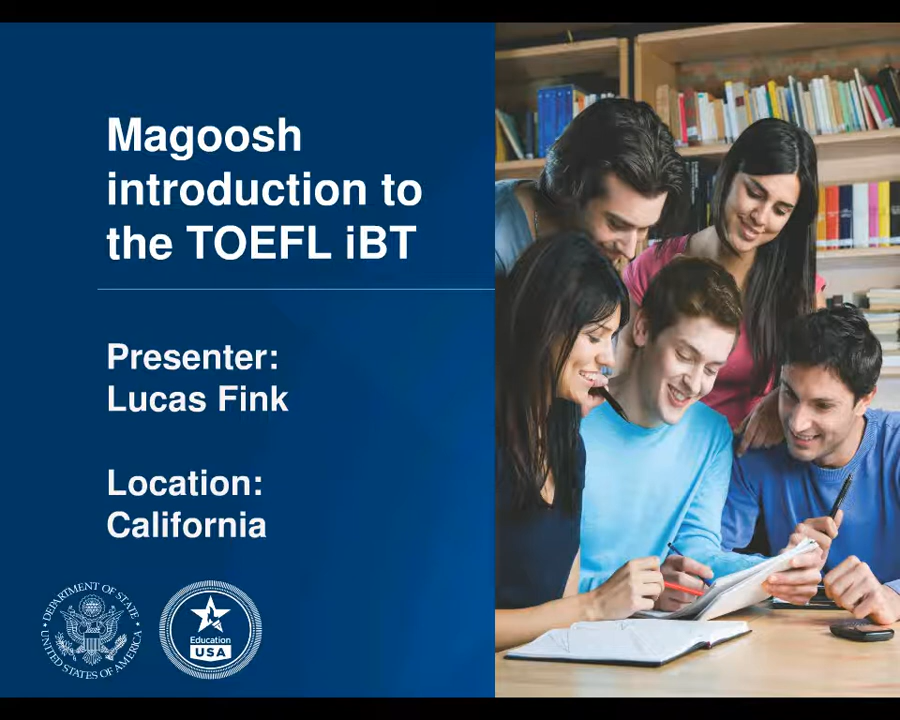 Magoosh
introduction to
the TOEFL iBT
Presenter:
Lucas Fink
Location:
California
DEPARTMENT OF STATE
UNITED STATES OF AMERICA
Education
USA